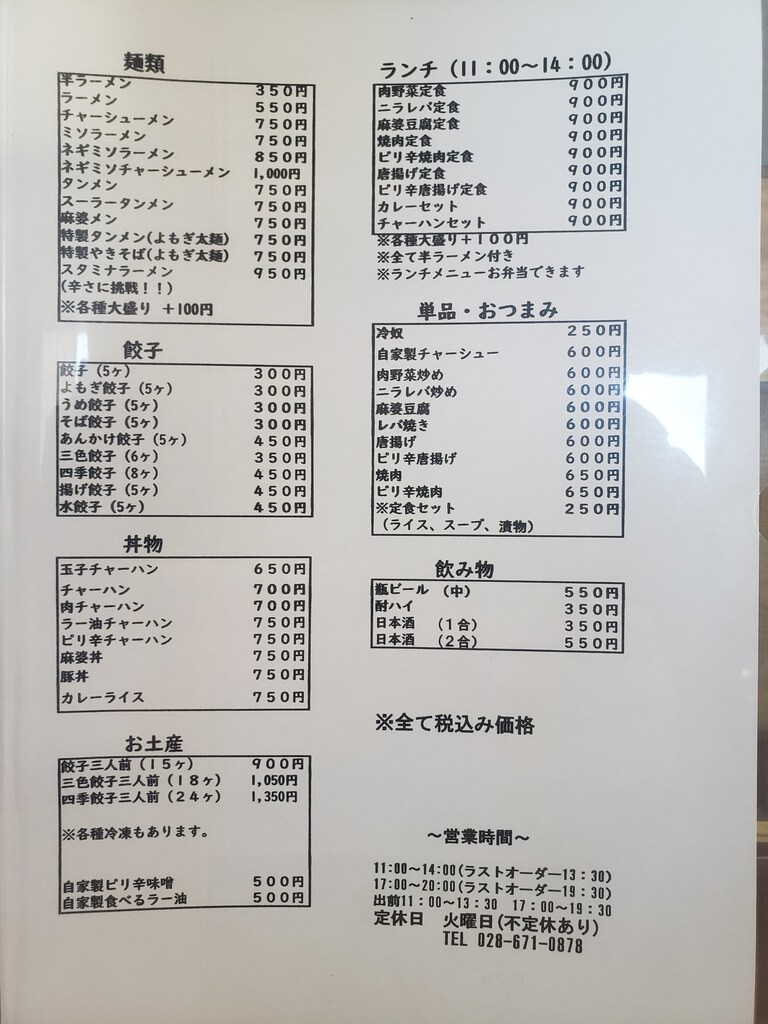 麺類
半ラーメン 350円
ラーメン 550円
チャーシューメン 750円
ミソラーメン 750円
ネギミソラーメン 850円
ネギミソチャーシューメン 1,000円
タンメン 750円
スーラータンメン 750円
麻婆メン 750円
特製タンメン(よもぎ太麺) 750円
特製やきそば(よもぎ太麺) 750円
スタミナラーメン 950円
(辛さに挑戦！！)
※各種大盛り ＋100円
餃子
餃子（5ヶ） 300円
よもぎ餃子（5ヶ） 300円
うめ餃子（5ヶ） 300円
そば餃子（5ヶ） 300円
あんかけ餃子（5ヶ） 450円
三色餃子（6ヶ） 350円
四季餃子（8ヶ） 450円
揚げ餃子（5ヶ） 450円
水餃子（5ヶ） 450円
丼物
玉子チャーハン 650円
チャーハン 700円
肉チャーハン 700円
ラー油チャーハン 750円
ピリ辛チャーハン 750円
麻婆丼 750円
豚丼 750円
カレーライス 750円
お土産
餃子三人前（15ヶ） 900円
三色餃子三人前（18ヶ） 1,050円
四季餃子三人前（24ヶ） 1,350円
※各種冷凍もあります。
自家製ピリ辛味噌 500円
自家製食べるラー油 500円
ランチ（11：00〜14：00）
肉野菜定食 900円
ニラレバ定食 900円
麻婆豆腐定食 900円
焼肉定食 900円
ピリ辛焼肉定食 900円
唐揚げ定食 900円
ピリ辛唐揚げ定食 900円
カレーセット 900円
チャーハンセット 900円
※各種大盛り＋100円
※全て半ラーメン付き
※ランチメニューお弁当できます
単品・おつまみ
冷奴 250円
自家製チャーシュー 600円
肉野菜炒め 600円
ニラレバ炒め 600円
麻婆豆腐 600円
レバ焼き 600円
唐揚げ 600円
ピリ辛唐揚げ 600円
焼肉 650円
ピリ辛焼肉 650円
※定食セット 250円
（ライス、スープ、漬物）
飲み物
瓶ビール （中） 550円
酎ハイ 350円
日本酒 （1合） 350円
日本酒 （2合） 550円
※全て税込み価格
〜営業時間〜
11:00〜14:00(ラストオーダー13：30)
17:00〜20:00(ラストオーダー19：30)
出前11：00〜13：30 17：00〜19：30
定休日 火曜日(不定休あり)
TEL 028-671-0878